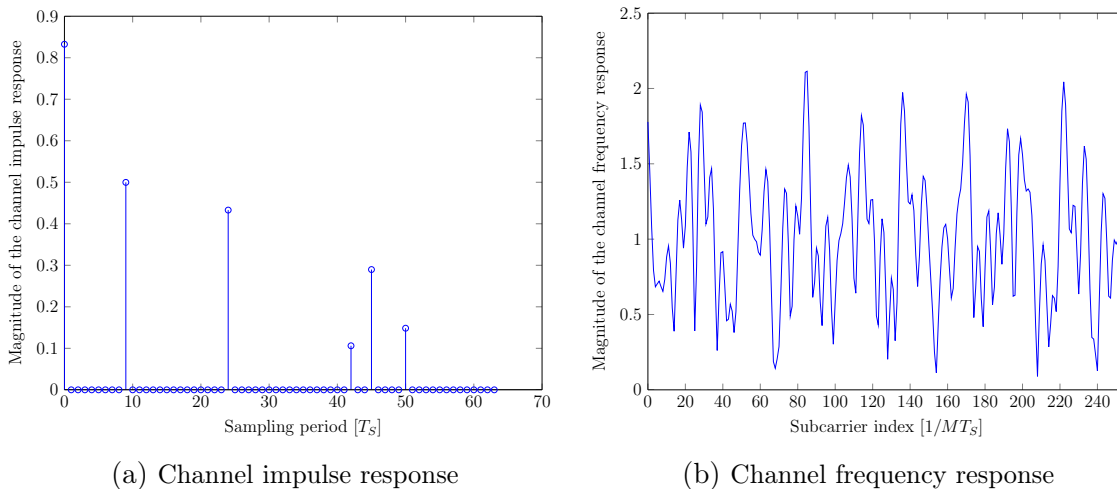 0.9
0.8
0.7
0.6
0.5
0.4
0.3
0.2
0.1
0
Magnitude of the channel impulse response
0 10 20 30 40 50 60 70
Sampling period [T_S]
(a) Channel impulse response
2.5
2
1.5
1
0.5
0
Magnitude of the channel frequency response
0 20 40 60 80 100 120 140 160 180 200 220 240
Subcarrier index [1/MT_S]
(b) Channel frequency response